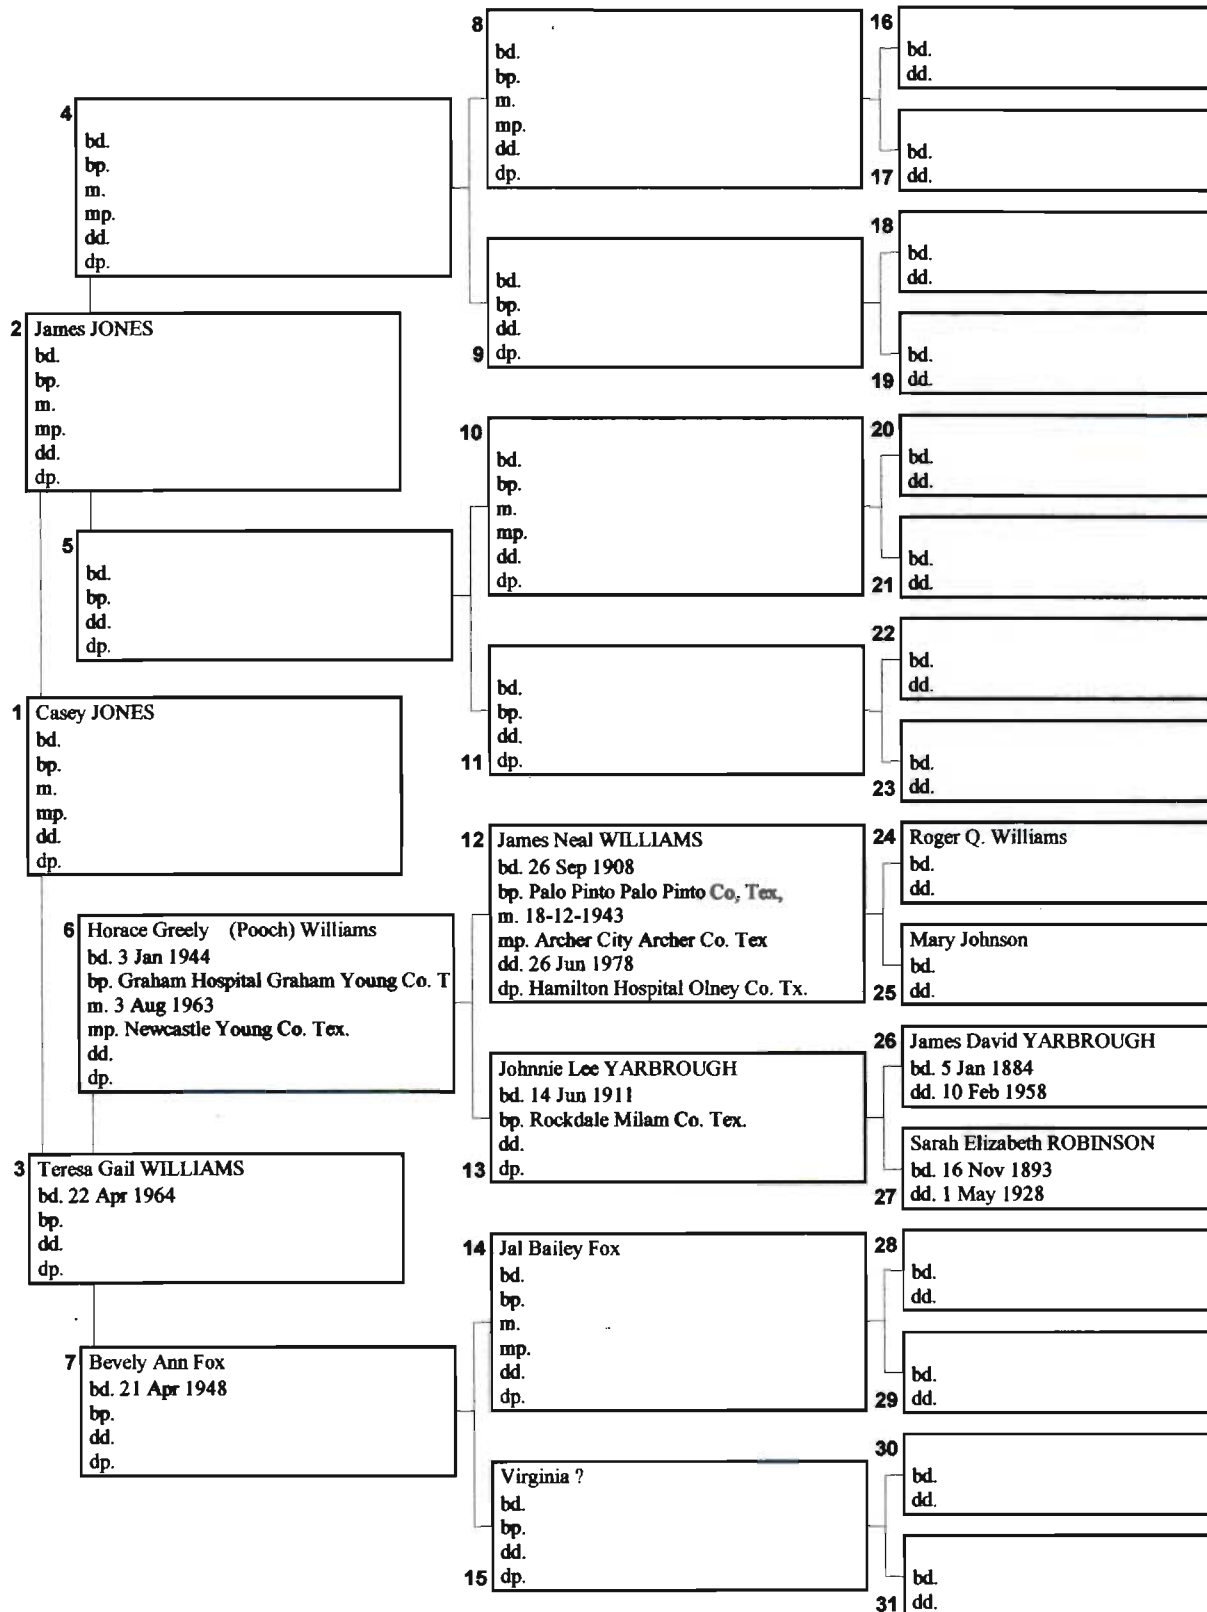 8
bd.
bp.
m.
mp.
dd.
dp.
16
bd.
dd.
bd.
17 dd.
4
bd.
bp.
m.
mp.
dd.
dp.
18
bd.
dd.
bd.
bp.
dd.
9 dp.
bd.
19 dd.
2 James JONES
bd.
bp.
m.
mp.
dd.
dp.
10
bd.
bp.
m.
mp.
dd.
dp.
20
bd.
dd.
bd.
21 dd.
5
bd.
bp.
dd.
dp.
22
bd.
dd.
bd.
bp.
dd.
11 dp.
bd.
23 dd.
1 Casey JONES
bd.
bp.
m.
mp.
dd.
dp.
12 James Neal WILLIAMS
bd. 26 Sep 1908
bp. Palo Pinto Palo Pinto Co, Tex,
m. 18-12-1943
mp. Archer City Archer Co. Tex
dd. 26 Jun 1978
dp. Hamilton Hospital Olney Co. Tx.
24 Roger Q. Williams
bd.
dd.
Mary Johnson
bd.
25 dd.
6 Horace Greely (Pooch) Williams
bd. 3 Jan 1944
bp. Graham Hospital Graham Young Co. T
m. 3 Aug 1963
mp. Newcastle Young Co. Tex.
dd.
dp.
Johnnie Lee YARBROUGH
bd. 14 Jun 1911
bp. Rockdale Milam Co. Tex.
dd.
13 dp.
26 James David YARBROUGH
bd. 5 Jan 1884
dd. 10 Feb 1958
Sarah Elizabeth ROBINSON
bd. 16 Nov 1893
27 dd. 1 May 1928
3 Teresa Gail WILLIAMS
bd. 22 Apr 1964
bp.
dd.
dp.
14 Jal Bailey Fox
bd.
bp.
m.
mp.
dd.
dp.
28
bd.
dd.
bd.
29 dd.
7 Bevely Ann Fox
bd. 21 Apr 1948
bp.
dd.
dp.
Virginia ?
bd.
bp.
dd.
15 dp.
30
bd.
dd.
bd.
31 dd.